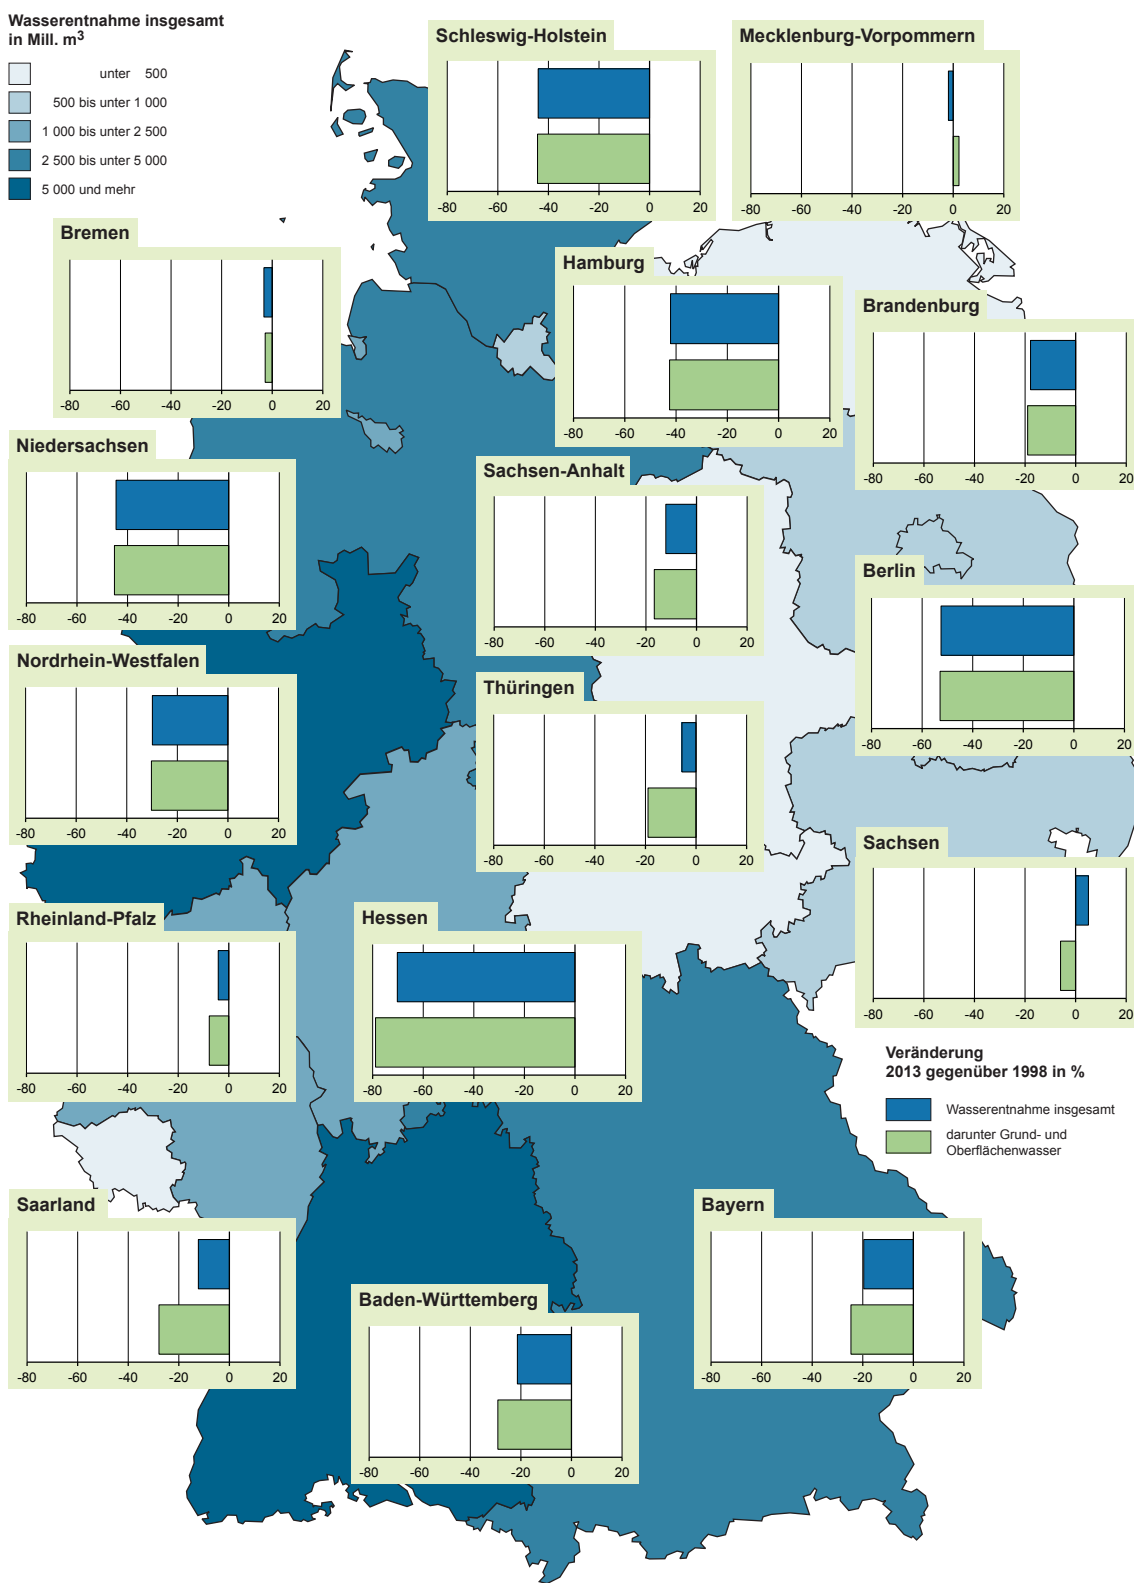 Wasserentnahme insgesamt
in Mill. m³
unter 500
500 bis unter 1 000
1 000 bis unter 2 500
2 500 bis unter 5 000
5 000 und mehr
Schleswig-Holstein
-80 -60 -40 -20 0 20
Mecklenburg-Vorpommern
-80 -60 -40 -20 0 20
Bremen
-80 -60 -40 -20 0 20
Hamburg
-80 -60 -40 -20 0 20
Brandenburg
-80 -60 -40 -20 0 20
Niedersachsen
-80 -60 -40 -20 0 20
Sachsen-Anhalt
-80 -60 -40 -20 0 20
Berlin
-80 -60 -40 -20 0 20
Nordrhein-Westfalen
-80 -60 -40 -20 0 20
Thüringen
-80 -60 -40 -20 0 20
Sachsen
-80 -60 -40 -20 0 20
Rheinland-Pfalz
-80 -60 -40 -20 0 20
Hessen
-80 -60 -40 -20 0 20
Veränderung
2013 gegenüber 1998 in %
Wasserentnahme insgesamt
darunter Grund- und
Oberflächenwasser
Saarland
-80 -60 -40 -20 0 20
Baden-Württemberg
-80 -60 -40 -20 0 20
Bayern
-80 -60 -40 -20 0 20